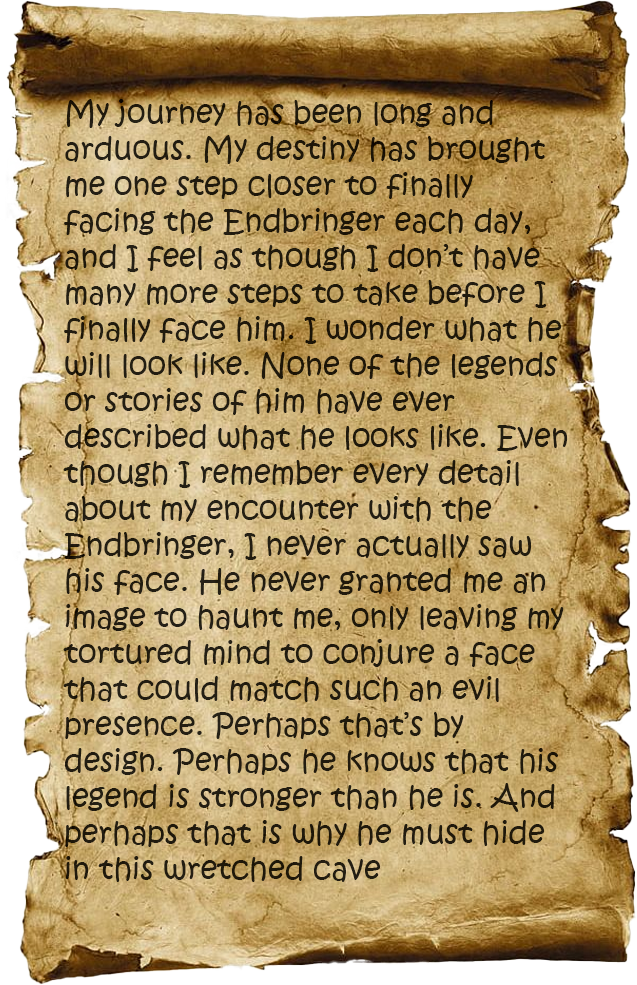 My journey has been long and
arduous. My destiny has brought
me one step closer to finally
facing the Endbringer each day,
and I feel as though I don't have
many more steps to take before I
finally face him. I wonder what he
will look like. None of the legends
or stories of him have ever
described what he looks like. Even
though I remember every detail
about my encounter with the
Endbringer, I never actually saw
his face. He never granted me an
image to haunt me, only leaving my
tortured mind to conjure a face
that could match such an evil
presence. Perhaps that's by
design. Perhaps he knows that his
legend is stronger than he is. And
perhaps that is why he must hide
in this wretched cave